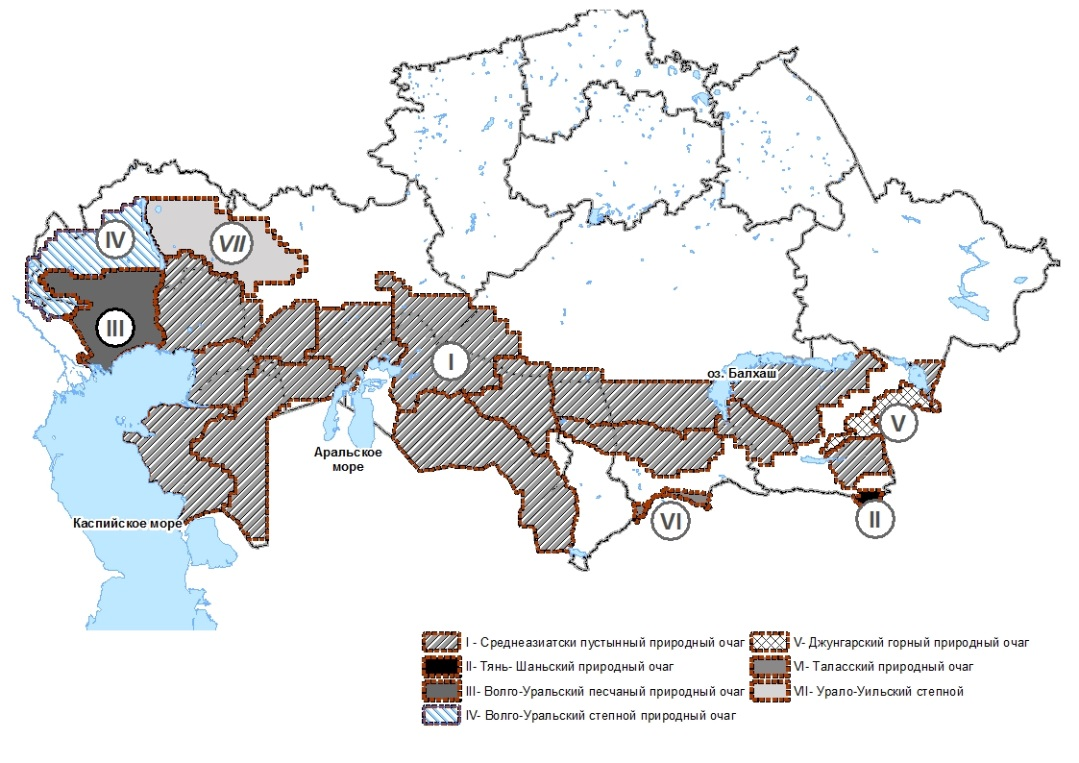 IV
VII
III
I
оз. Балхаш
V
Аральское
море
II
VI
Каспийское море
I - Среднеазиатски пустынный природный очаг
II- Тянь- Шаньский природный очаг
III- Волго-Уральский песчаный природный очаг
IV- Волго-Уральский степной природный очаг
V- Джунгарский горный природный очаг
VI- Таласский природный очаг
VII- Урало-Уильский степной